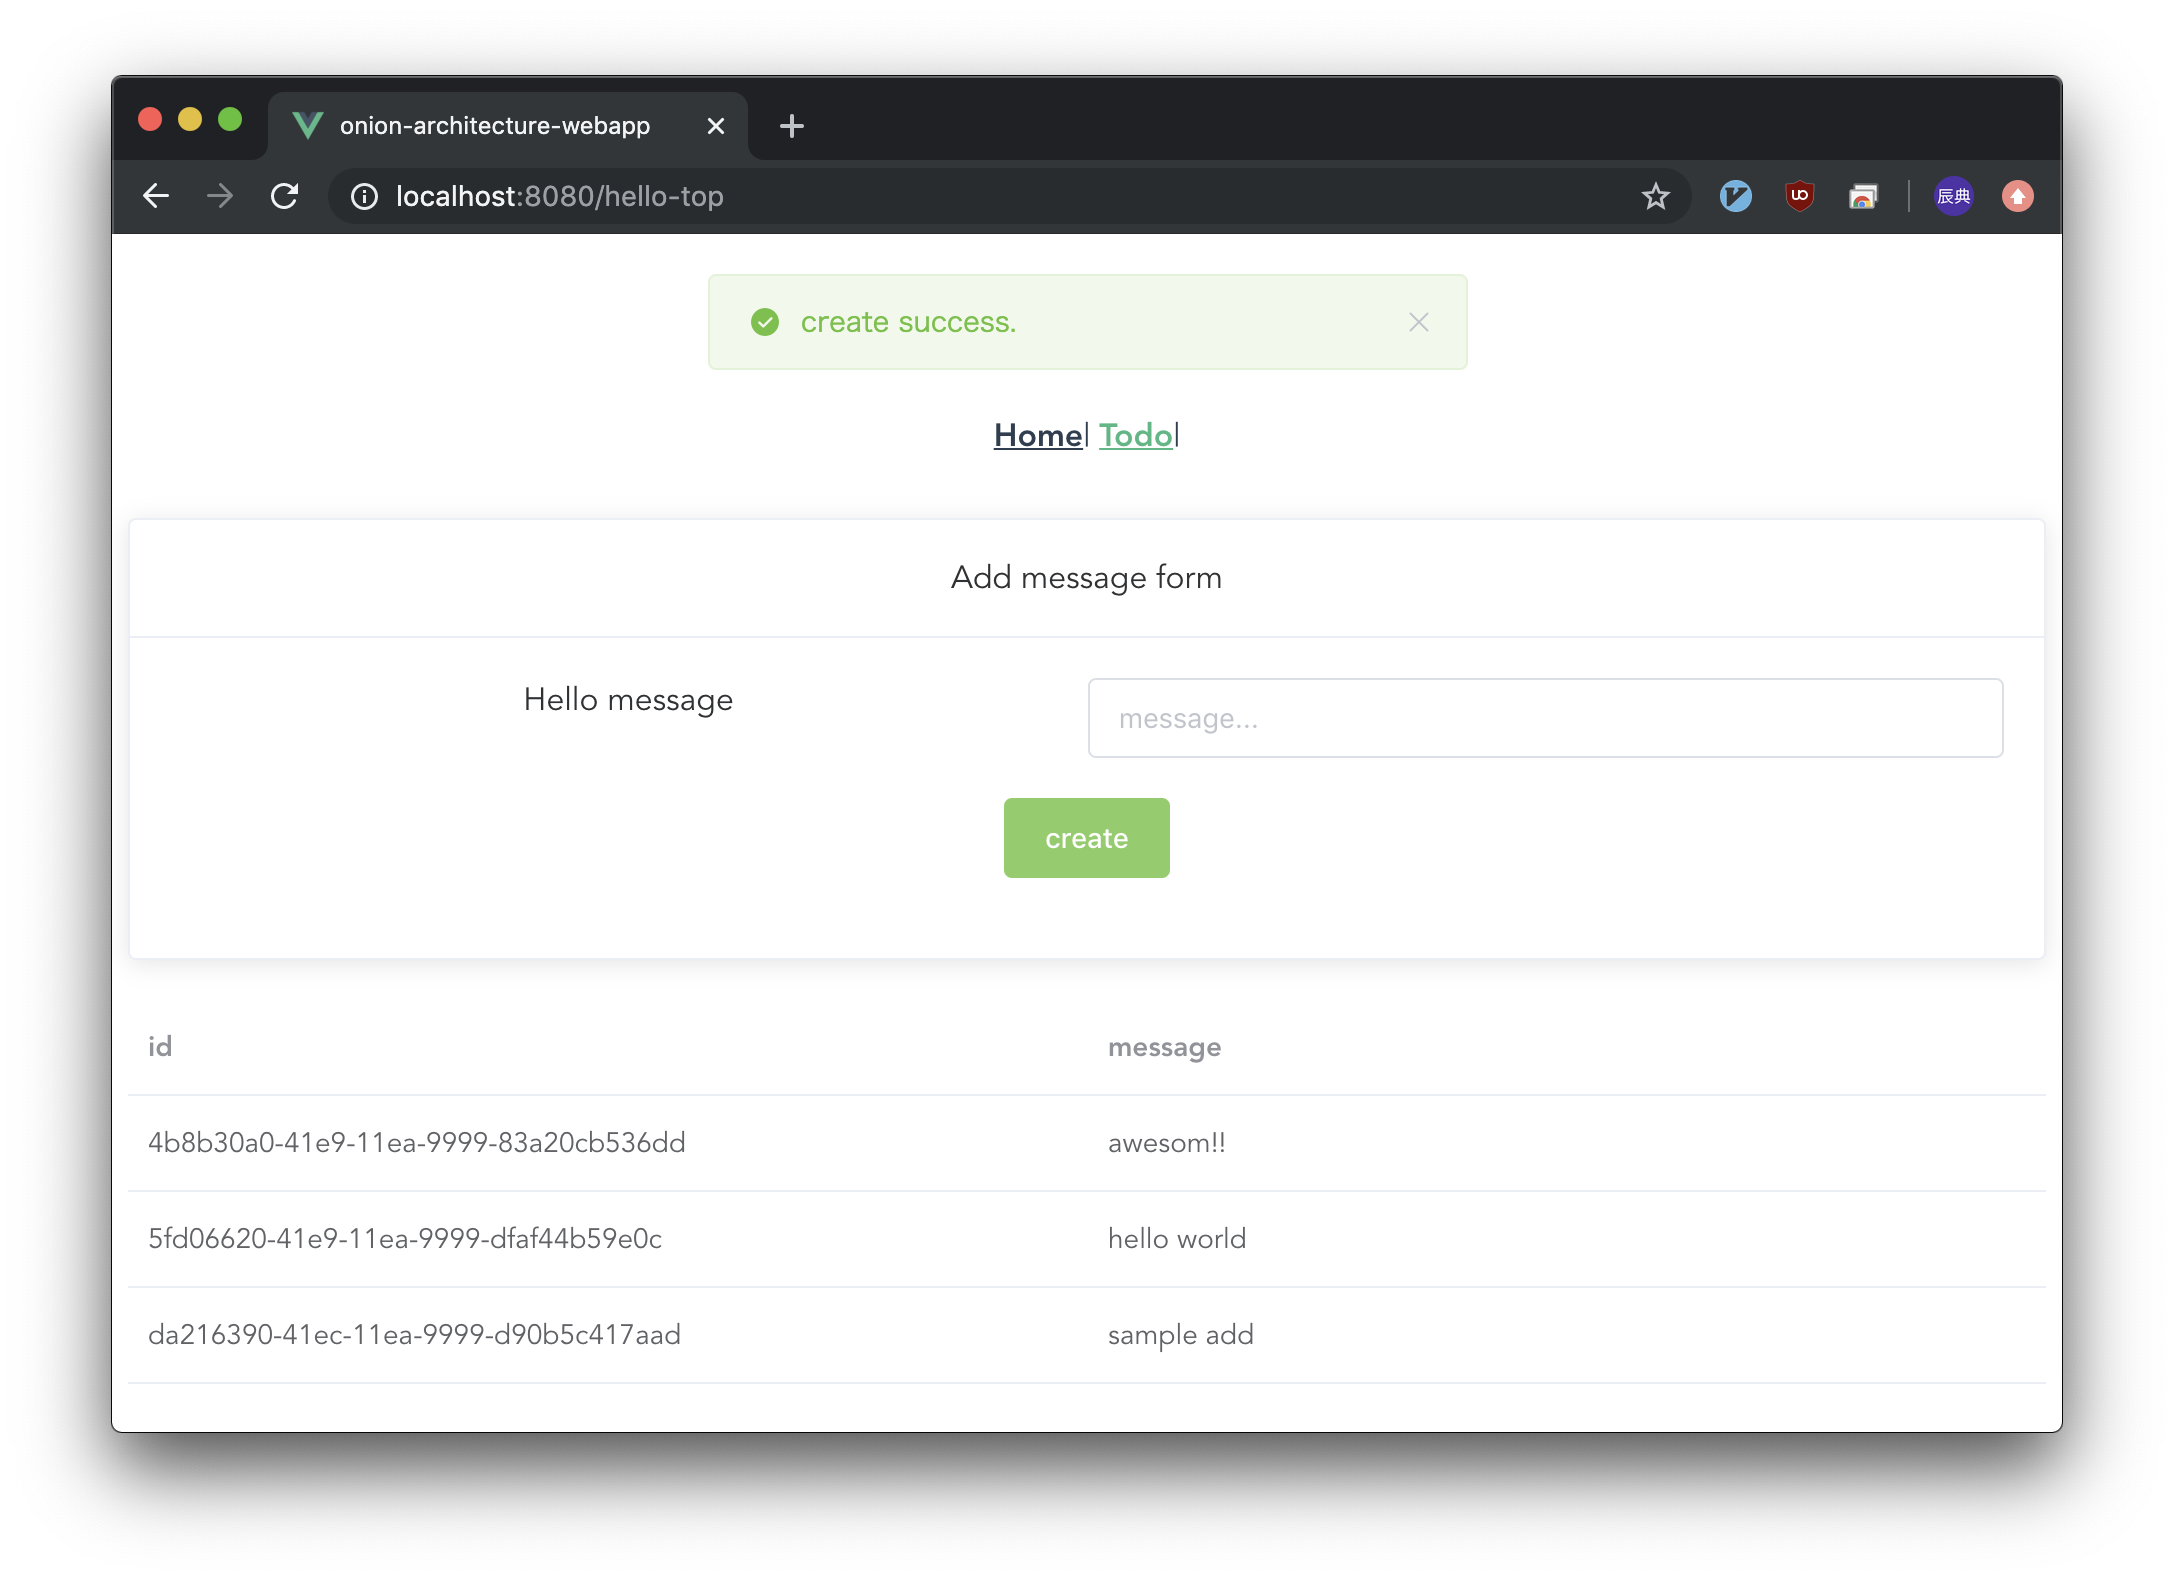 onion-architecture-webapp
localhost:8080/hello-top
辰典
create success.
Home| Todo|
Add message form
Hello message
message...
create
id message
4b8b30a0-41e9-11ea-9999-83a20cb536dd awesom!!
5fd06620-41e9-11ea-9999-dfaf44b59e0c hello world
da216390-41ec-11ea-9999-d90b5c417aad sample add